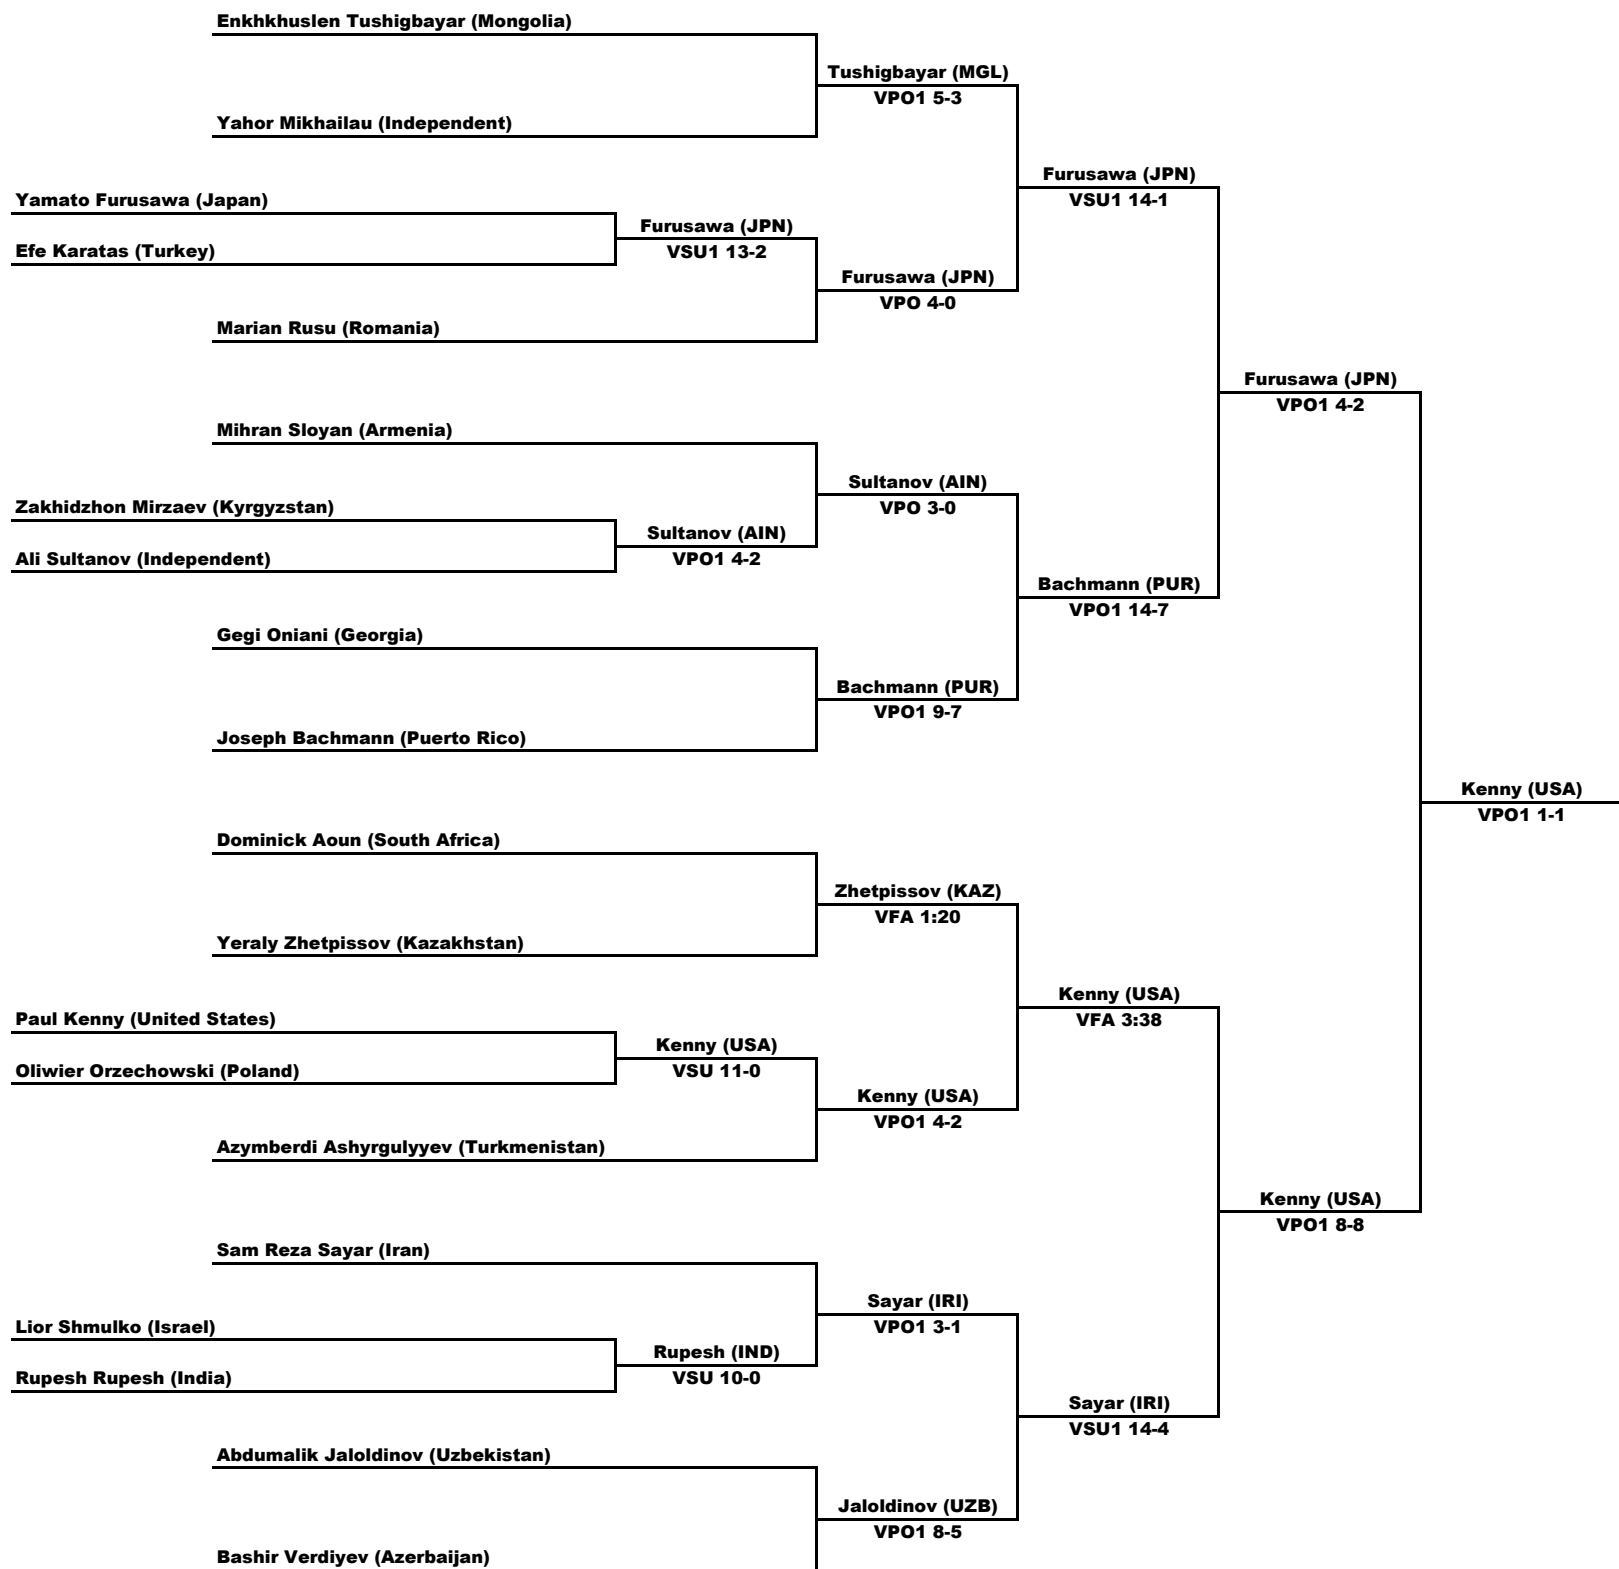 Enkhkhuslen Tushigbayar (Mongolia)
Tushigbayar (MGL)
VPO1 5-3
Yahor Mikhailau (Independent)
Furusawa (JPN)
VSU1 14-1
Yamato Furusawa (Japan)
Furusawa (JPN)
VSU1 13-2
Efe Karatas (Turkey)
Furusawa (JPN)
VPO 4-0
Marian Rusu (Romania)
Furusawa (JPN)
VPO1 4-2
Mihran Sloyan (Armenia)
Sultanov (AIN)
VPO 3-0
Zakhidzhon Mirzaev (Kyrgyzstan)
Sultanov (AIN)
VPO1 4-2
Ali Sultanov (Independent)
Bachmann (PUR)
VPO1 14-7
Gegi Oniani (Georgia)
Bachmann (PUR)
VPO1 9-7
Joseph Bachmann (Puerto Rico)
Kenny (USA)
VPO1 1-1
Dominick Aoun (South Africa)
Zhetpissov (KAZ)
VFA 1:20
Yeraly Zhetpissov (Kazakhstan)
Kenny (USA)
VFA 3:38
Paul Kenny (United States)
Kenny (USA)
VSU 11-0
Oliwier Orzechowski (Poland)
Kenny (USA)
VPO1 4-2
Azymberdi Ashyrgulyyev (Turkmenistan)
Kenny (USA)
VPO1 8-8
Sam Reza Sayar (Iran)
Sayar (IRI)
VPO1 3-1
Lior Shmulko (Israel)
Rupesh (IND)
VSU 10-0
Rupesh Rupesh (India)
Sayar (IRI)
VSU1 14-4
Abdumalik Jaloldinov (Uzbekistan)
Jaloldinov (UZB)
VPO1 8-5
Bashir Verdiyev (Azerbaijan)